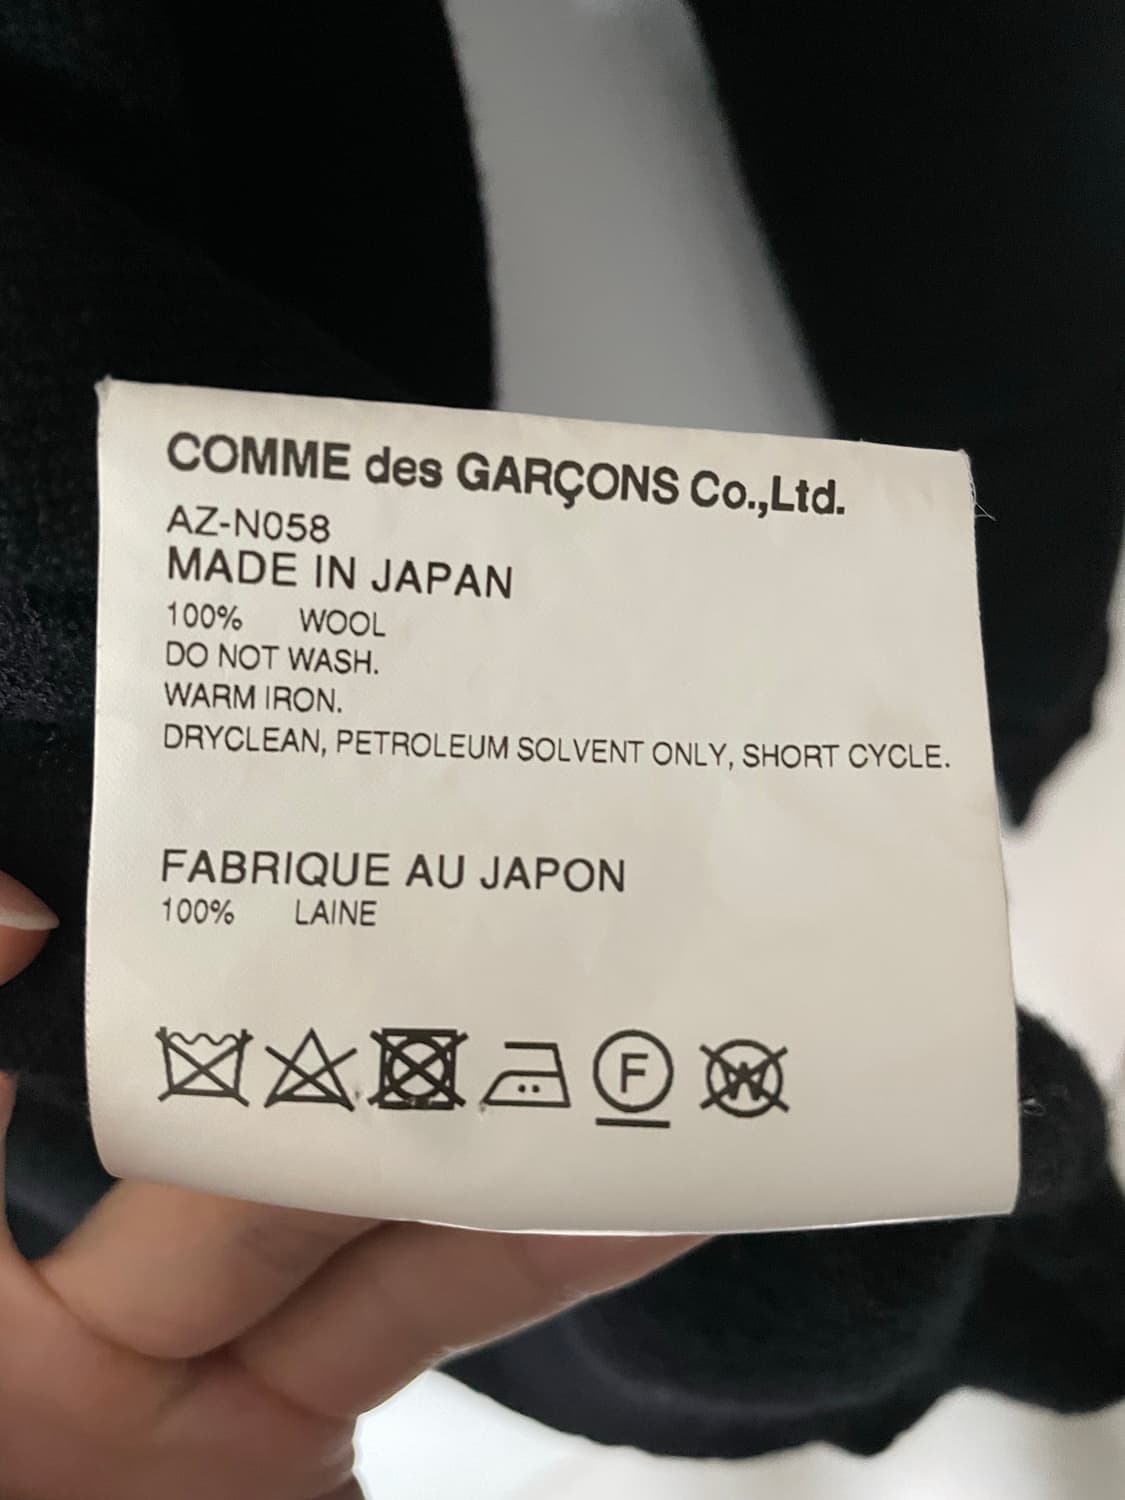 COMME des GARÇONS Co.,Ltd.
AZ-N058
MADE IN JAPAN
100% WOOL
DO NOT WASH.
WARM IRON.
DRYCLEAN, PETROLEUM SOLVENT ONLY, SHORT CYCLE.
FABRIQUE AU JAPON
100% LAINE
F W